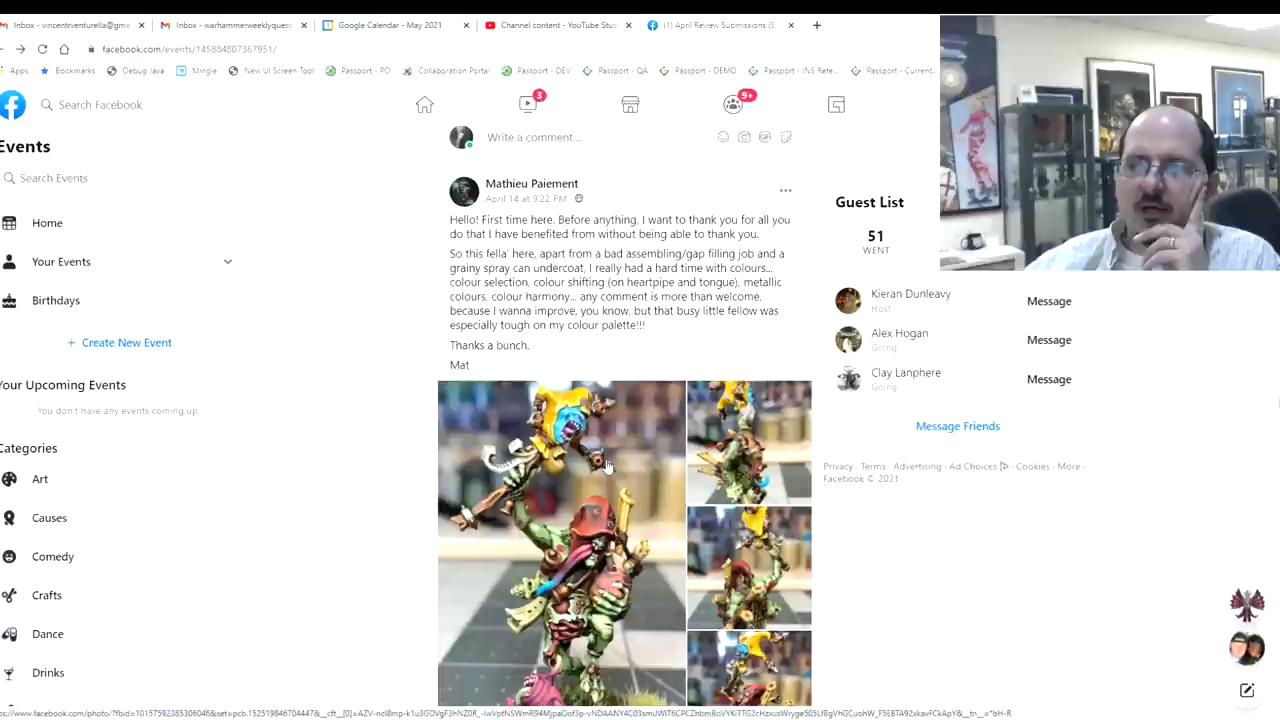 Inbox - vincentrventurella@gma
Inbox - warhammerweeklyques
Google Calendar - May 2021
Channel content - YouTube Stu
(1) April Review Submissions (S
facebook.com/events/145884807367951/
Apps
Bookmarks
Debug Java
Mingle
New UI Screen Tool
Passport - PO
Collaboration Portal
Passport - DEV
Passport - QA
Passport - DEMO
Passport - INS Refe...
Passport - Current...
Search Facebook
3
9+
Events
Search Events
Home
Your Events
Birthdays
+ Create New Event
Your Upcoming Events
You don't have any events coming up.
Categories
Art
Causes
Comedy
Crafts
Dance
Drinks
Write a comment...
Mathieu Paiement
April 14 at 9:22 PM
Hello! First time here. Before anything, I want to thank you for all you
do that I have benefited from without being able to thank you.
So this fella' here, apart from a bad assembling/gap filling job and a
grainy spray can undercoat, I really had a hard time with colours...
colour selection, colour shifting (on heartpipe and tongue), metallic
colours, colour harmony... any comment is more than welcome,
because I wanna improve, you know, but that busy little fellow was
especially tough on my colour palette!!!
Thanks a bunch.
Mat
Guest List
51
WENT
Kieran Dunleavy
Host
Message
Alex Hogan
Going
Message
Clay Lanphere
Going
Message
Message Friends
Privacy · Terms · Advertising · Ad Choices · Cookies · More ·
Facebook © 2021